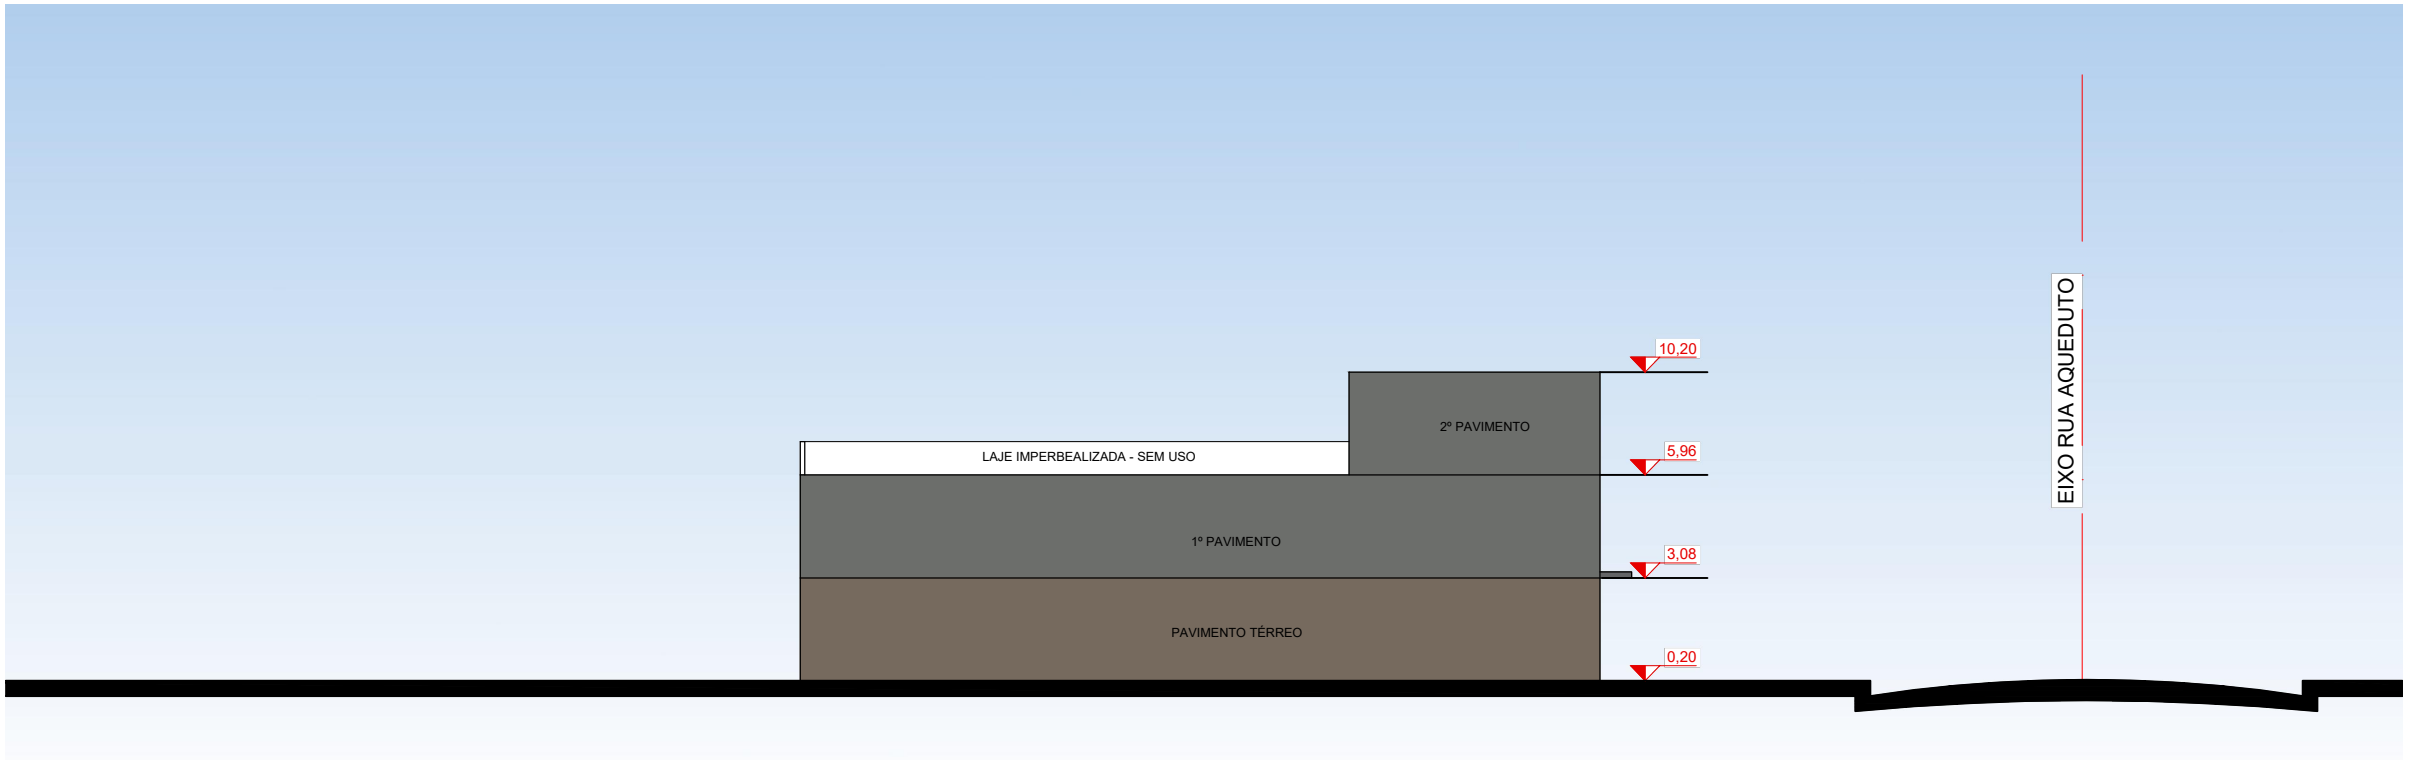 10,20
EIXO RUA AQUEDUTO
2º PAVIMENTO
5,96
LAJE IMPERBEALIZADA - SEM USO
1º PAVIMENTO
3,08
PAVIMENTO TÉRREO
0,20